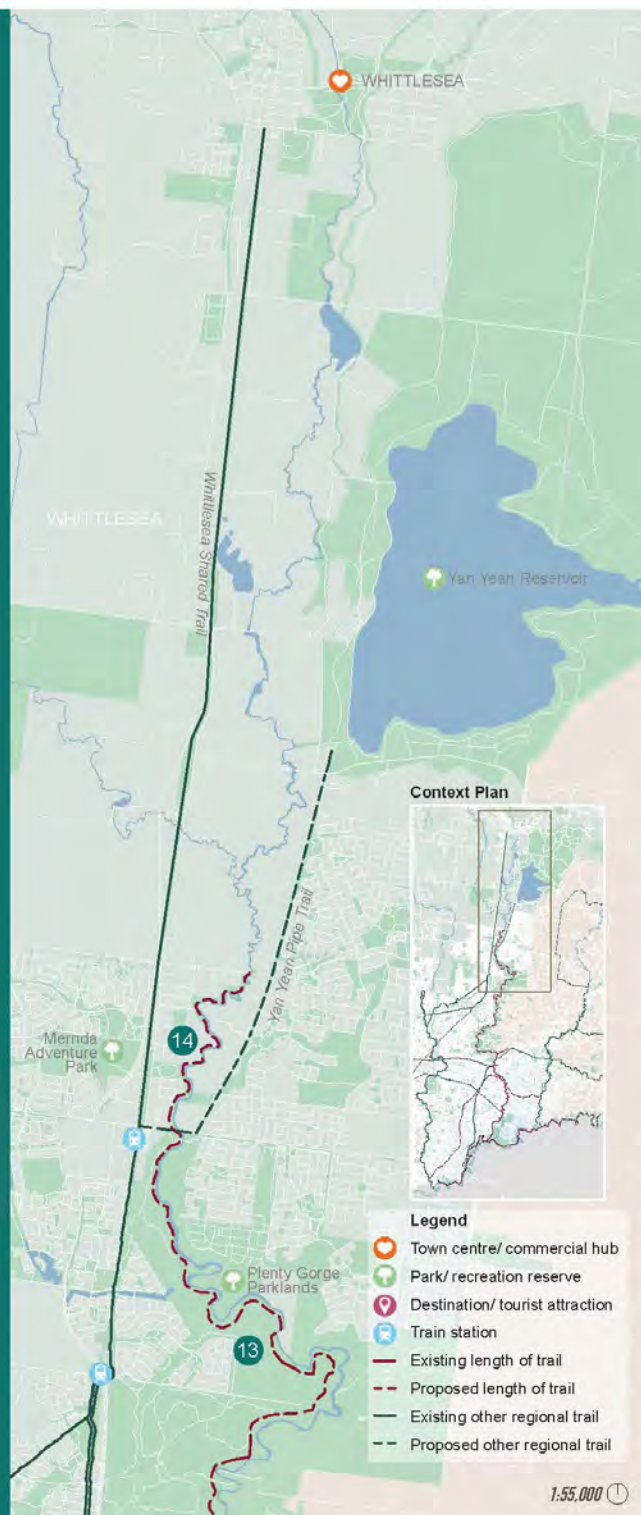 WHITTLESEA
WHITTLESEA
Whittlesea Shared Trail
Yan Yean Reservoir
Yan Yean Pipe Trail
Mernda
Adventure
Park
14
Plenty Gorge
Parklands
13
Context Plan
Legend
Town centre/ commercial hub
Park/ recreation reserve
Destination/ tourist attraction
Train station
Existing length of trail
Proposed length of trail
Existing other regional trail
Proposed other regional trail
1:55,000